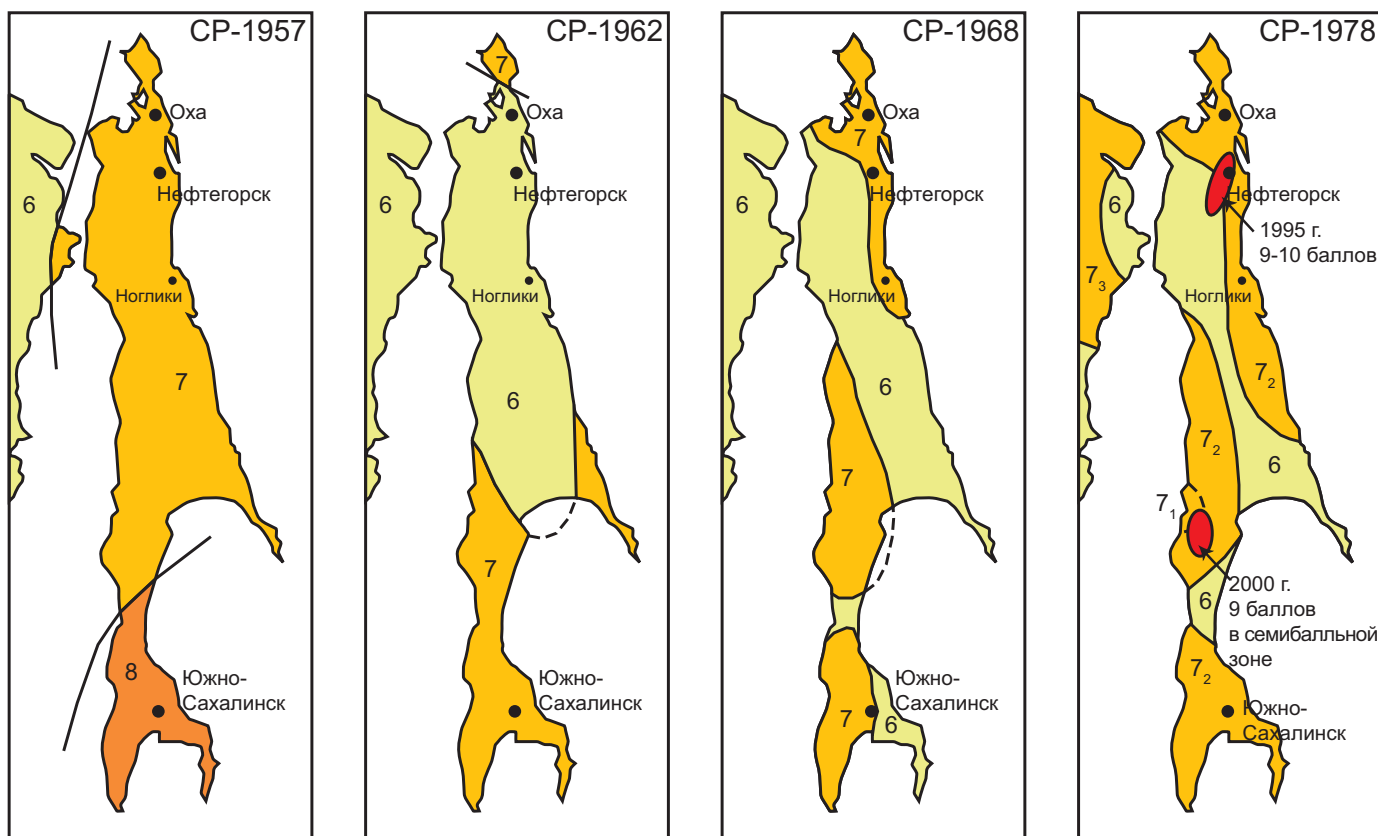 СР-1957
Оха
Нефтегорск
6
Ноглики
7
8
Южно-
Сахалинск
СР-1962
7
Оха
Нефтегорск
6
6
7
Южно-
Сахалинск
СР-1968
Оха
7
Нефтегорск
6
Ноглики
6
7
Южно-
Сахалинск
7
6
СР-1978
Оха
Нефтегорск
6
1995 г.
9-10 баллов
7₃
Ноглики
7₂
7₂
6
7₁
2000 г.
9 баллов
в семибалльной
зоне
6
7₂
Южно-
Сахалинск